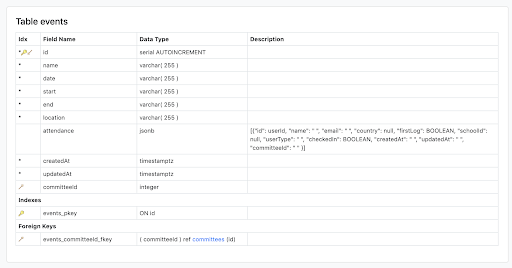 Table events
Idx Field Name Data Type Description
* id serial AUTOINCREMENT
* name varchar( 255 )
* date varchar( 255 )
* start varchar( 255 )
* end varchar( 255 )
* location varchar( 255 )
attendance jsonb [{"id": userId, "name": " ", "email": " ", "country": null, "firstLog": BOOLEAN, "schoolId":
null, "userType": " ", "checkedIn": BOOLEAN, "createdAt": " ", "updatedAt": " ",
"committeeId": " " }]
* createdAt timestamptz
* updatedAt timestamptz
committeeId integer
Indexes
events_pkey ON id
Foreign Keys
events_committeeId_fkey ( committeeId ) ref committees (id)